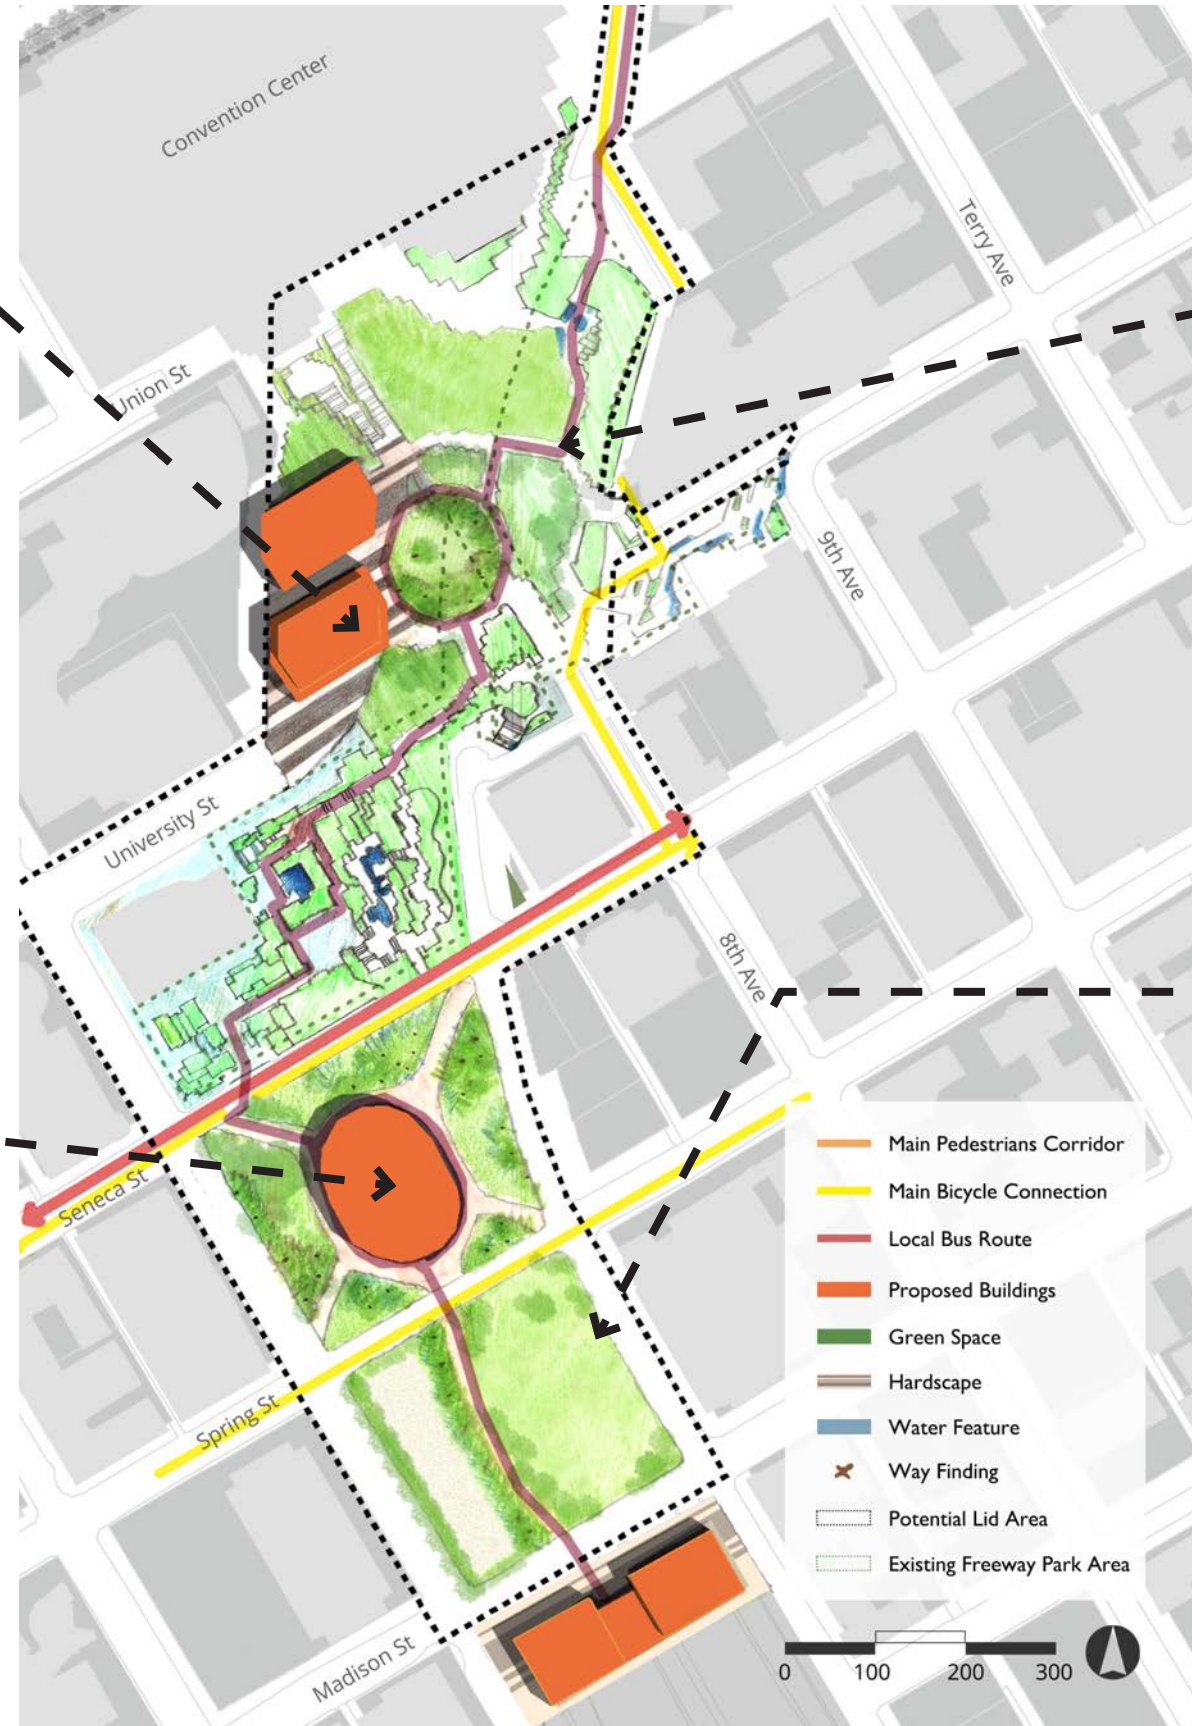 Convention Center
Terry Ave
Union St
9th Ave
University St
8th Ave
Seneca St
Spring St
Madison St
Main Pedestrians Corridor
Main Bicycle Connection
Local Bus Route
Proposed Buildings
Green Space
Hardscape
Water Feature
Way Finding
Potential Lid Area
Existing Freeway Park Area
0 100 200 300